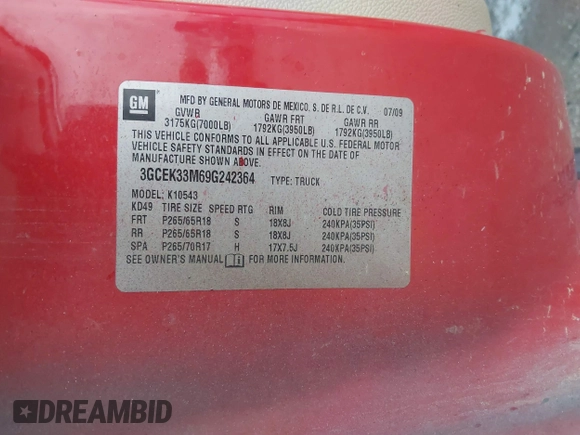 GM MFD BY GENERAL MOTORS DE MEXICO, S. DE R.L. DE C.V. 07/09
GVWR GAWR FRT GAWR RR
3175KG(7000LB) 1792KG(3950LB) 1792KG(3950LB)
THIS VEHICLE CONFORMS TO ALL APPLICABLE U.S. FEDERAL MOTOR
VEHICLE SAFETY STANDARDS IN EFFECT ON THE DATE OF
MANUFACTURE SHOWN ABOVE.
3GCEK33M69G242364 TYPE: TRUCK
MODEL: K10543
KD49 TIRE SIZE SPEED RTG RIM COLD TIRE PRESSURE
FRT P265/65R18 S 18X8J 240KPA(35PSI)
RR P265/65R18 S 18X8J 240KPA(35PSI)
SPA P265/70R17 H 17X7.5J 240KPA(35PSI)
SEE OWNER'S MANUAL FOR MORE INFORMATION.
DREAMBID